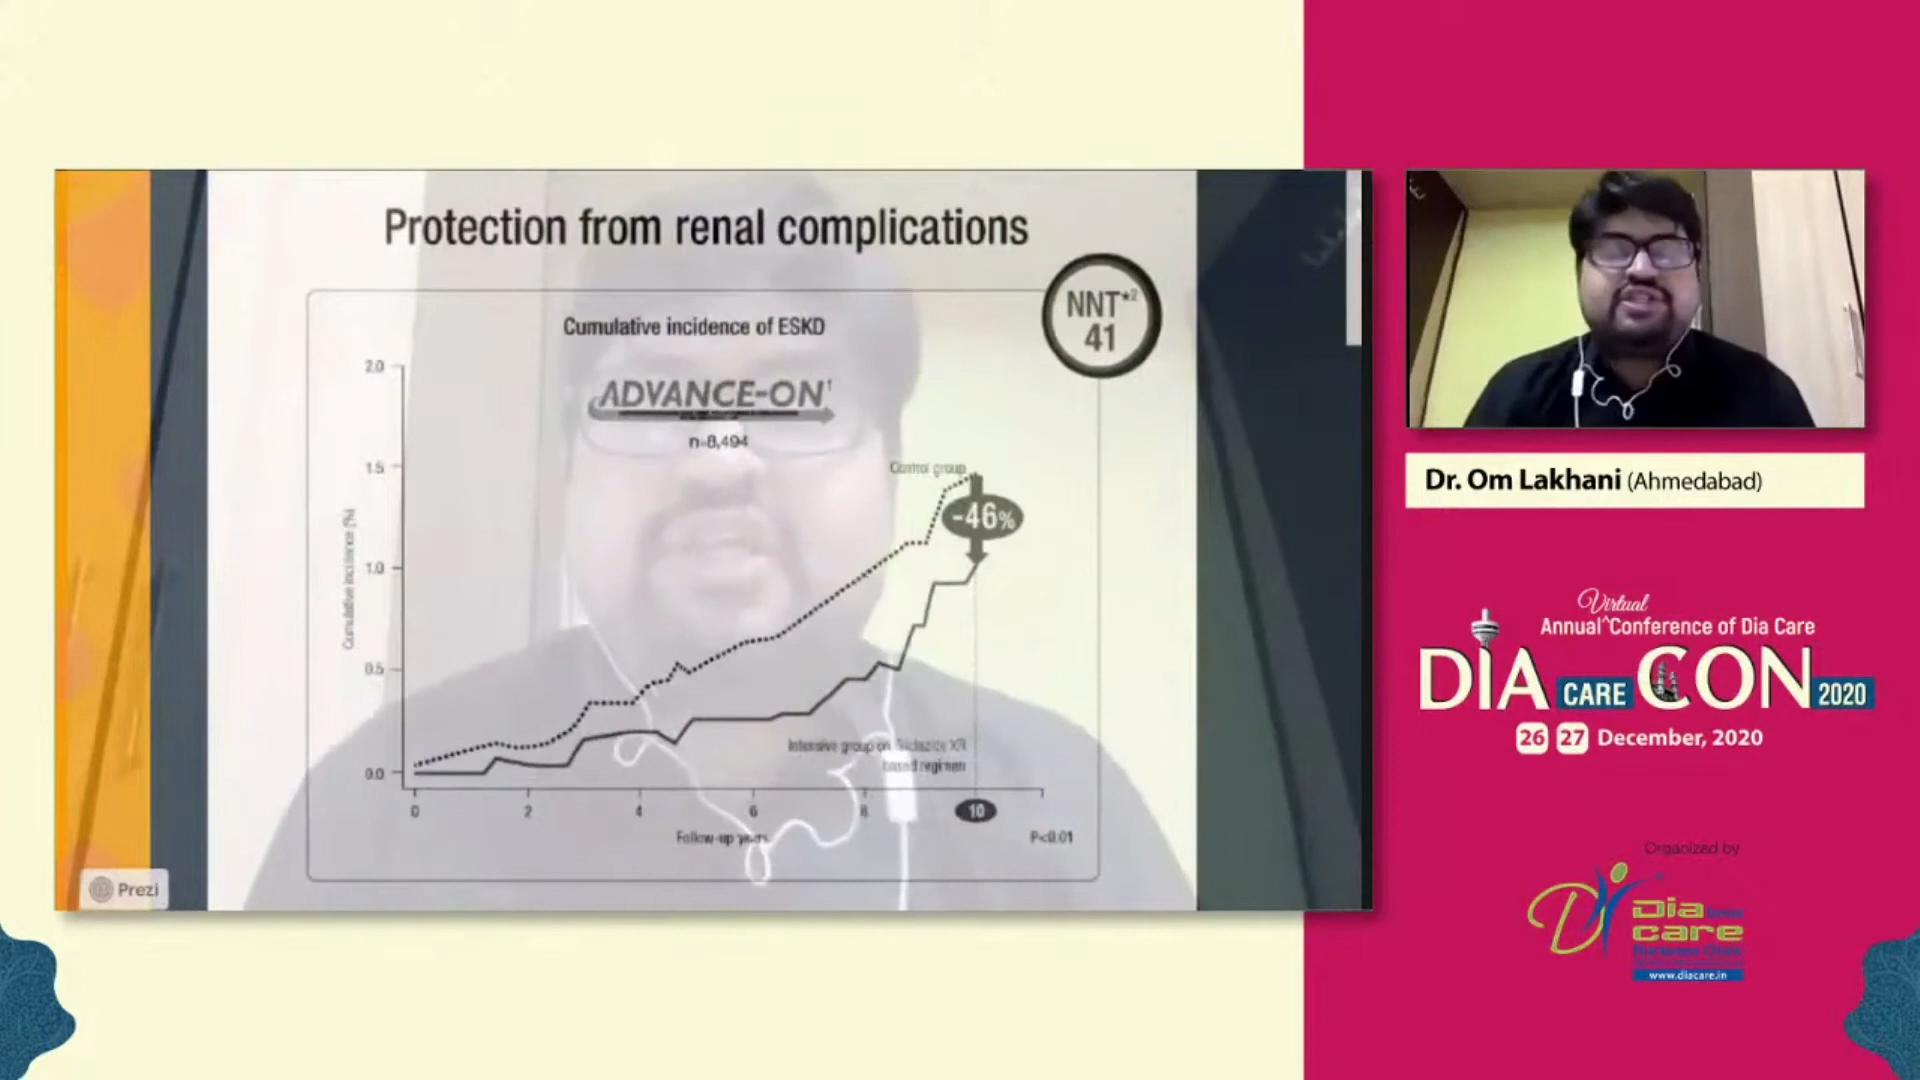 Protection from renal complications
NNT*2
41
Cumulative incidence of ESKD
ADVANCE-ON1
n=8,494
2.0
1.5
1.0
0.5
0.0
Cumulative incidence (%)
Control group
-46%
Intensive group on Gliclazide XR
based regimen
0 2 4 6 8 10
Follow-up years
P<0.01
Prezi
Dr. Om Lakhani (Ahmedabad)
Virtual
Annual^Conference of Dia Care
DIA CARE CON 2020
26 27 December, 2020
Organized by
Dia
care
www.diacare.in